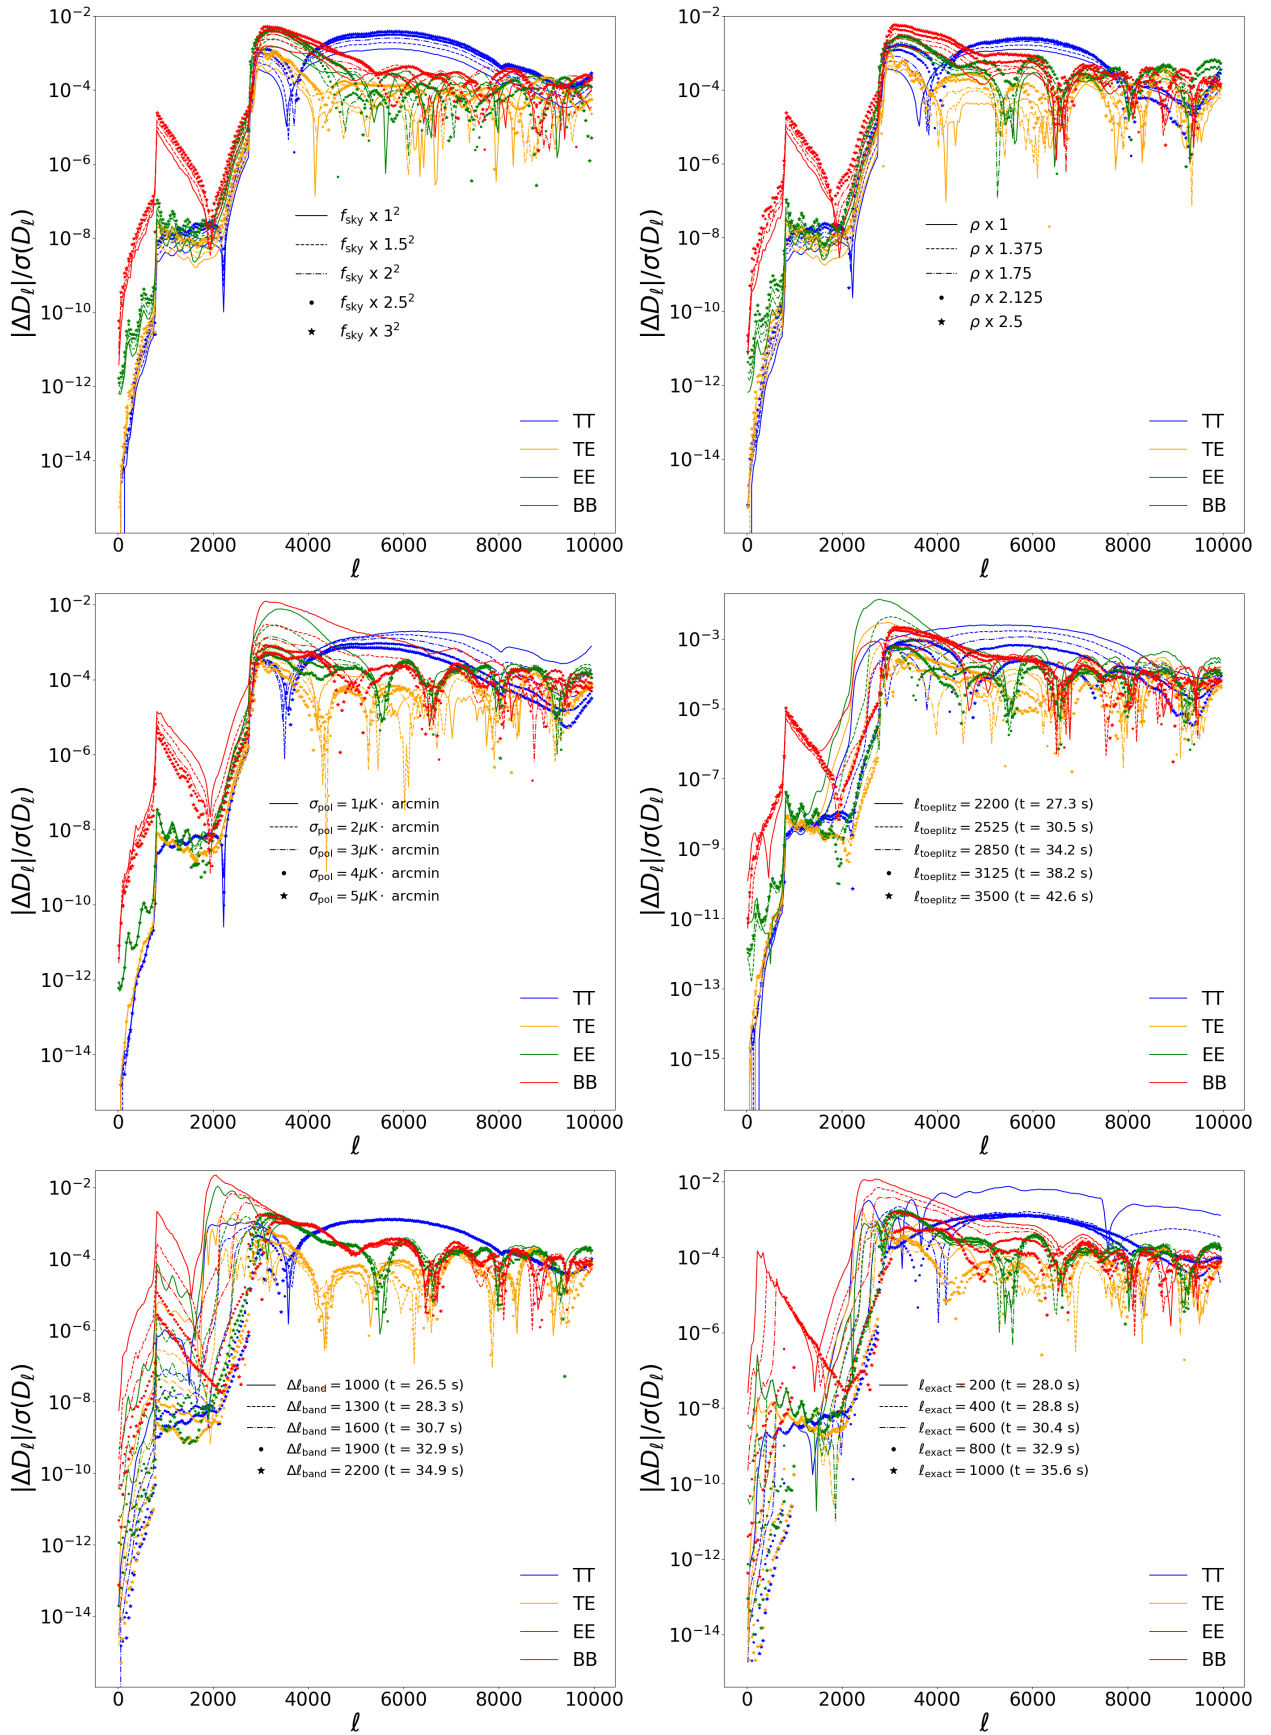 10⁻²
10⁻⁴
10⁻⁶
10⁻⁸
10⁻¹⁰
10⁻¹²
10⁻¹⁴
|ΔD_ℓ|/σ(D_ℓ)
f_sky x 1²
f_sky x 1.5²
f_sky x 2²
f_sky x 2.5²
f_sky x 3²
TT
TE
EE
BB
0 2000 4000 6000 8000 10000
ℓ
10⁻²
10⁻⁴
10⁻⁶
10⁻⁸
10⁻¹⁰
10⁻¹²
10⁻¹⁴
|ΔD_ℓ|/σ(D_ℓ)
ρ x 1
ρ x 1.375
ρ x 1.75
ρ x 2.125
ρ x 2.5
TT
TE
EE
BB
0 2000 4000 6000 8000 10000
ℓ
10⁻²
10⁻⁴
10⁻⁶
10⁻⁸
10⁻¹⁰
10⁻¹²
10⁻¹⁴
|ΔD_ℓ|/σ(D_ℓ)
σ_pol = 1μK· arcmin
σ_pol = 2μK· arcmin
σ_pol = 3μK· arcmin
σ_pol = 4μK· arcmin
σ_pol = 5μK· arcmin
TT
TE
EE
BB
0 2000 4000 6000 8000 10000
ℓ
10⁻³
10⁻⁵
10⁻⁷
10⁻⁹
10⁻¹¹
10⁻¹³
10⁻¹⁵
|ΔD_ℓ|/σ(D_ℓ)
ℓ_toeplitz = 2200 (t = 27.3 s)
ℓ_toeplitz = 2525 (t = 30.5 s)
ℓ_toeplitz = 2850 (t = 34.2 s)
ℓ_toeplitz = 3125 (t = 38.2 s)
ℓ_toeplitz = 3500 (t = 42.6 s)
TT
TE
EE
BB
0 2000 4000 6000 8000 10000
ℓ
10⁻²
10⁻⁴
10⁻⁶
10⁻⁸
10⁻¹⁰
10⁻¹²
10⁻¹⁴
|ΔD_ℓ|/σ(D_ℓ)
Δℓ_band = 1000 (t = 26.5 s)
Δℓ_band = 1300 (t = 28.3 s)
Δℓ_band = 1600 (t = 30.7 s)
Δℓ_band = 1900 (t = 32.9 s)
Δℓ_band = 2200 (t = 34.9 s)
TT
TE
EE
BB
0 2000 4000 6000 8000 10000
ℓ
10⁻²
10⁻⁴
10⁻⁶
10⁻⁸
10⁻¹⁰
10⁻¹²
10⁻¹⁴
|ΔD_ℓ|/σ(D_ℓ)
ℓ_exact = 200 (t = 28.0 s)
ℓ_exact = 400 (t = 28.8 s)
ℓ_exact = 600 (t = 30.4 s)
ℓ_exact = 800 (t = 32.9 s)
ℓ_exact = 1000 (t = 35.6 s)
TT
TE
EE
BB
0 2000 4000 6000 8000 10000
ℓ